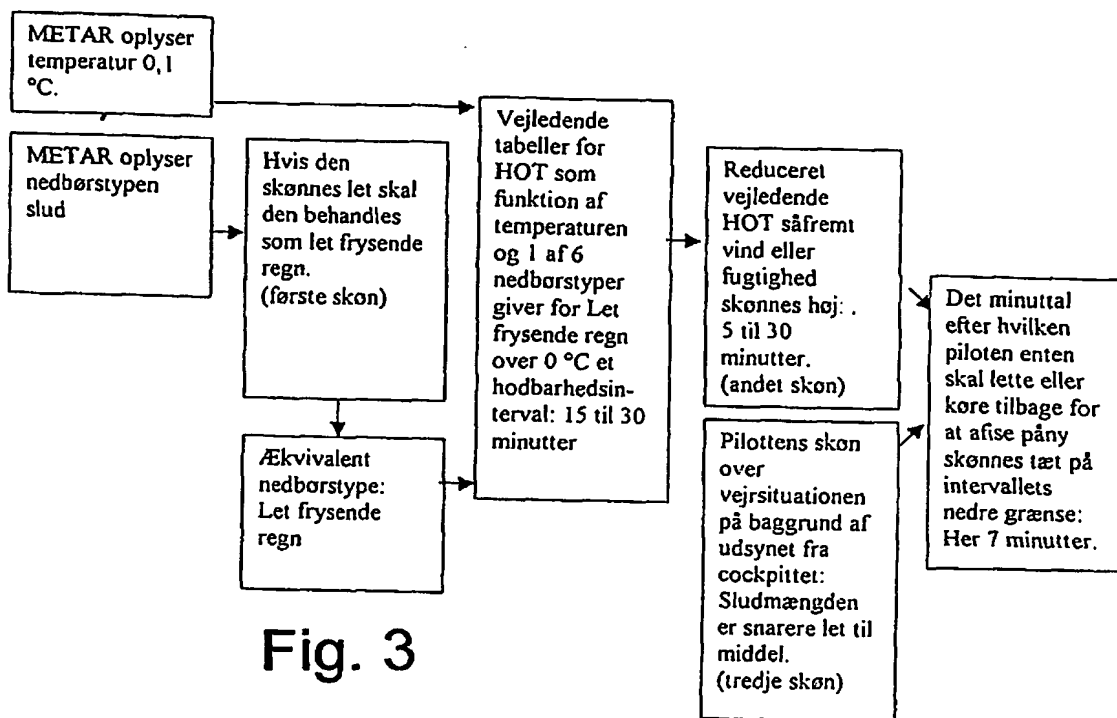 METAR oplyser
temperatur 0,1
°C.
METAR oplyser
nedbørstypen
slud
Hvis den
skønnes let skal
den behandles
som let frysende
regn.
(første skøn)
Ækvivalent
nedbørstype:
Let frysende
regn
Vejledende
tabeller for
HOT som
funktion af
temperaturen
og 1 af 6
nedbørstyper
giver for Let
frysende regn
over 0 °C et
hodbarhedsin-
terval: 15 til 30
minutter
Reduceret
vejledende
HOT såfremt
vind eller
fugtighed
skønnes høj: .
5 til 30
minutter.
(andet skøn)
Pilottens skøn
over
vejrsituationen
på baggrund af
udsynet fra
cockpittet:
Sludmængden
er snarere let til
middel.
(tredje skøn)
Det minuttal
efter hvilken
piloten enten
skal lette eller
køre tilbage for
at afise påny
skønnes tæt på
intervallets
nedre grænse:
Her 7 minutter.
Fig. 3